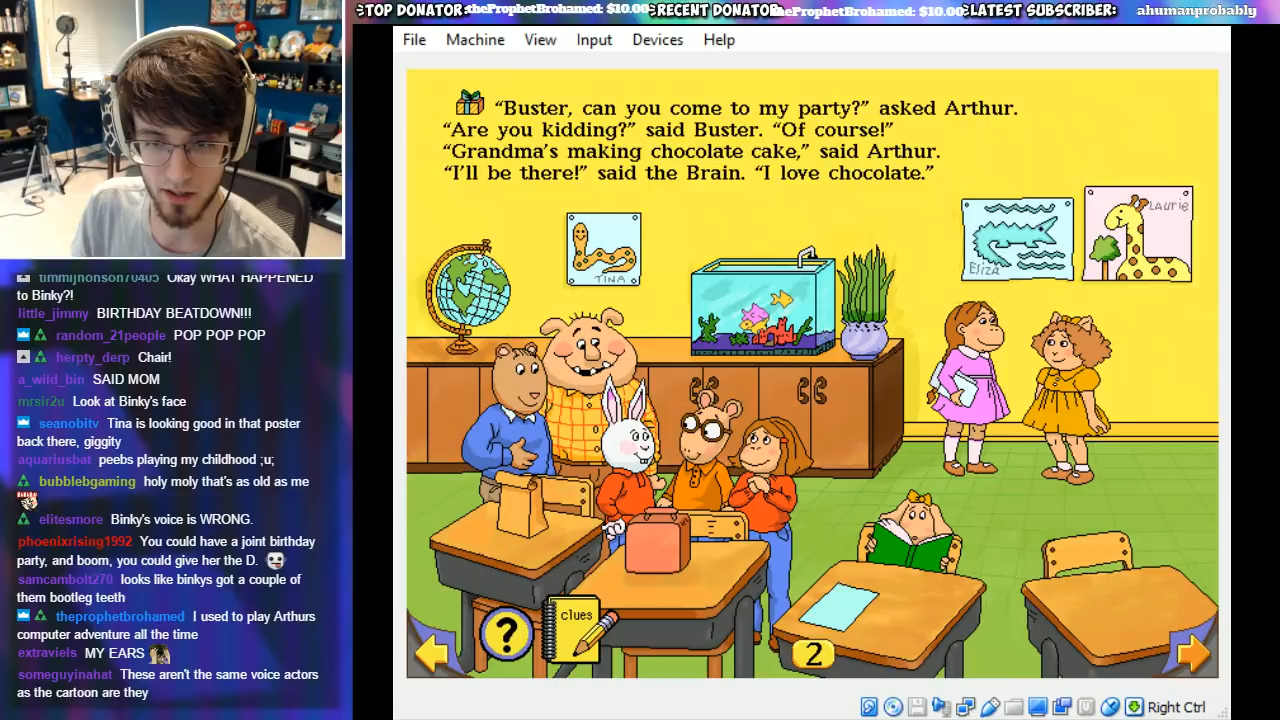 TOP DONATOR: theProphetBrohamed: $10.00 RECENT DONATOR: theProphetBrohamed: $10.00 LATEST SUBSCRIBER: ahumanprobably
File Machine View Input Devices Help
“Buster, can you come to my party?” asked Arthur.
“Are you kidding?” said Buster. “Of course!”
“Grandma’s making chocolate cake,” said Arthur.
“I’ll be there!” said the Brain. “I love chocolate.”
TINA
Eliza
LAURIE
?
clues
2
Right Ctrl
timmijhonson70405 Okay WHAT HAPPENED
to Binky?!
little_jimmy BIRTHDAY BEATDOWN!!!
random_21people POP POP POP
herpty_derp Chair!
a_wild_bin SAID MOM
mrsir2u Look at Binky's face
seanobitv Tina is looking good in that poster
back there, giggity
aquariusbat peebs playing my childhood ;u;
bubblebgaming holy moly that's as old as me
elitesmore Binky's voice is WRONG.
phoenixrising1992 You could have a joint birthday
party, and boom, you could give her the D.
samcambolt270 looks like binkys got a couple of
them bootleg teeth
theprophetbrohamed I used to play Arthurs
computer adventure all the time
extraviels MY EARS
someguyinahat These aren't the same voice actors
as the cartoon are they